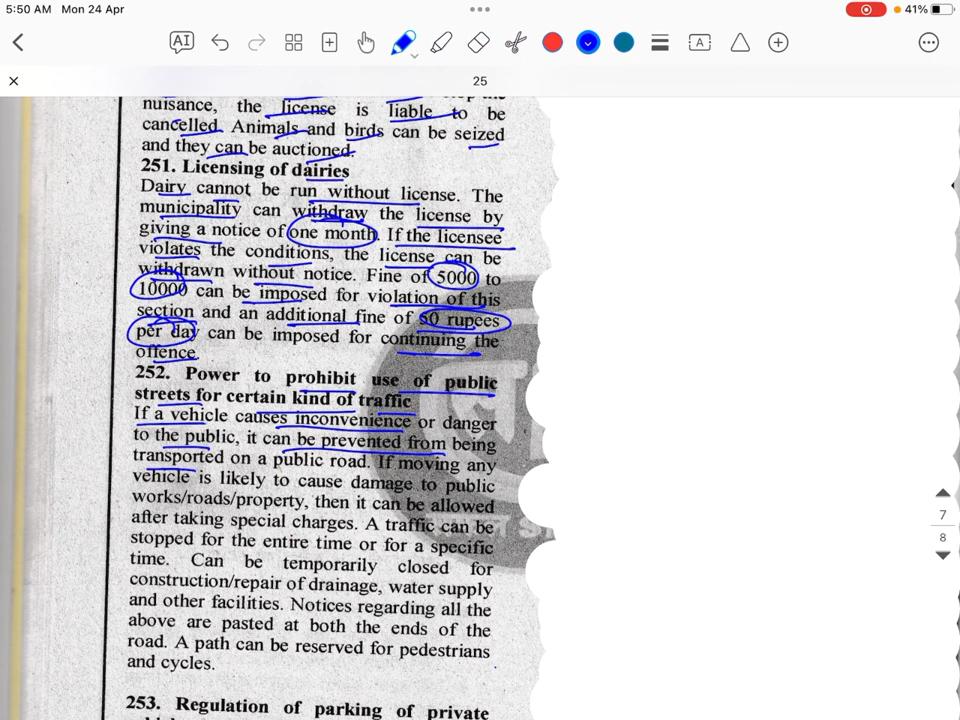 5:50 AM Mon 24 Apr
41%
AI
A
25
nuisance, the license is liable to be
cancelled. Animals and birds can be seized
and they can be auctioned.
251. Licensing of dairies
Dairy cannot be run without license. The
municipality can withdraw the license by
giving a notice of one month. If the licensee
violates the conditions, the license can be
withdrawn without notice. Fine of 5000 to
10000 can be imposed for violation of this
section and an additional fine of 50 rupees
per day can be imposed for continuing the
offence.
252. Power to prohibit use of public
streets for certain kind of traffic
If a vehicle causes inconvenience or danger
to the public, it can be prevented from being
transported on a public road. If moving any
vehicle is likely to cause damage to public
works/roads/property, then it can be allowed
after taking special charges. A traffic can be
stopped for the entire time or for a specific
time. Can be temporarily closed for
construction/repair of drainage, water supply
and other facilities. Notices regarding all the
above are pasted at both the ends of the
road. A path can be reserved for pedestrians
and cycles.
253. Regulation of parking of private
7
8